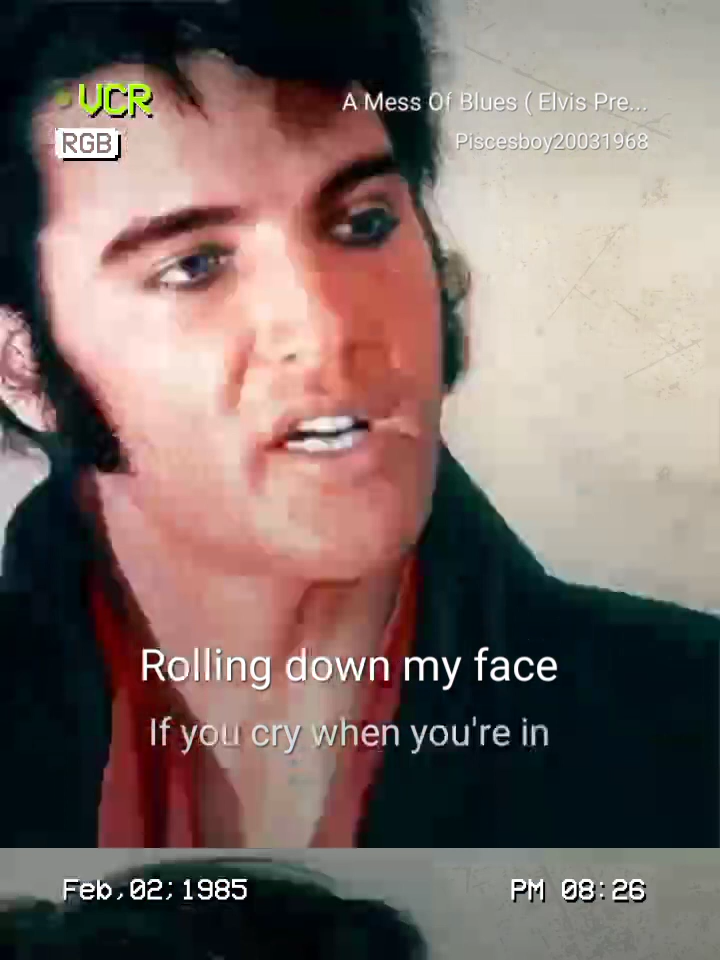 VCR
A Mess Of Blues ( Elvis Pre...
RGB
Piscesboy20031968
Rolling down my face
If you cry when you're in
Feb,02;1985
PM 08:26